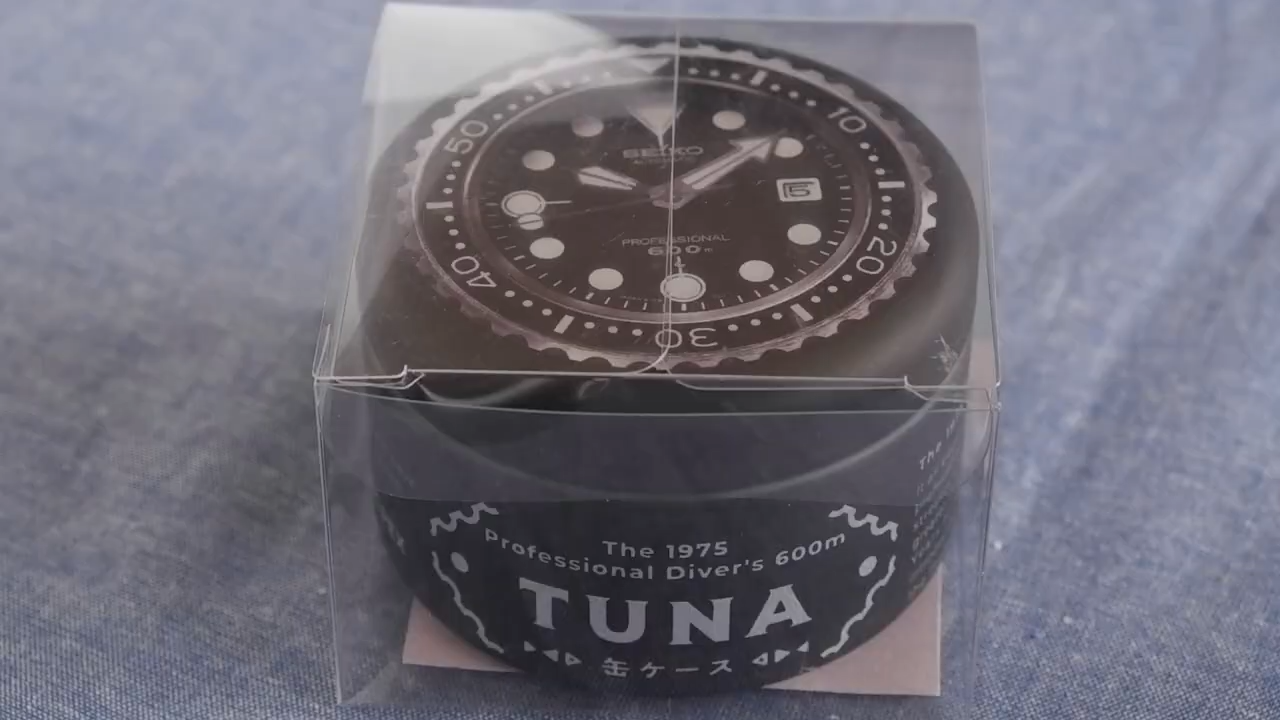 50
10
SEIKO
5
PROFESSIONAL
600m
40
20
30
The 1975
Professional Diver's 600m
TUNA
缶ケース